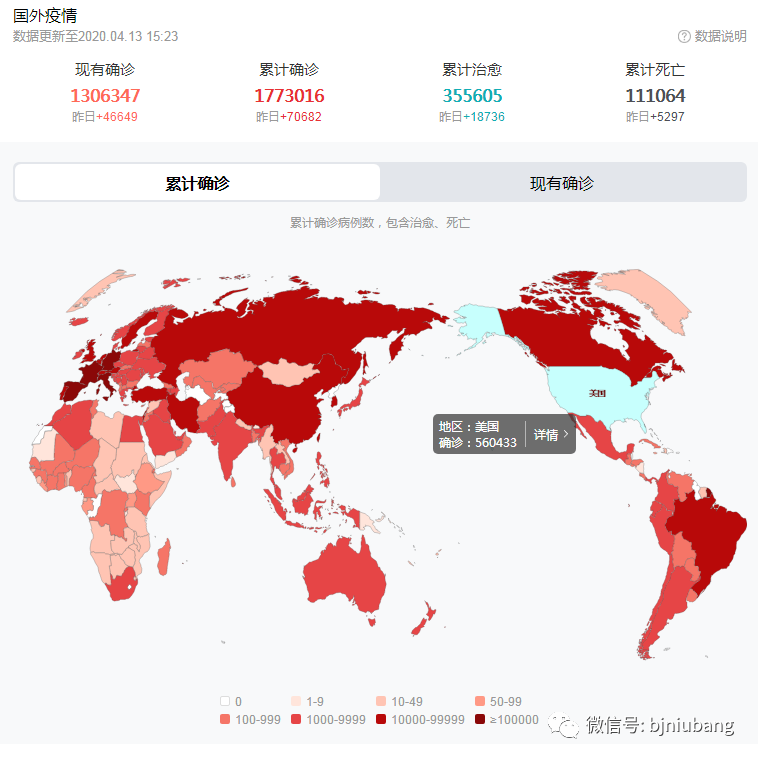 国外疫情
数据更新至2020.04.13 15:23
? 数据说明
现有确诊 累计确诊 累计治愈 累计死亡
1306347 1773016 355605 111064
昨日+46649 昨日+70682 昨日+18736 昨日+5297
累计确诊 现有确诊
累计确诊病例数，包含治愈、死亡
美国
地区：美国
确诊：560433
详情 >
0 1-9 10-49 50-99
100-999 1000-9999 10000-99999 ≥100000
微信号: bjniubang